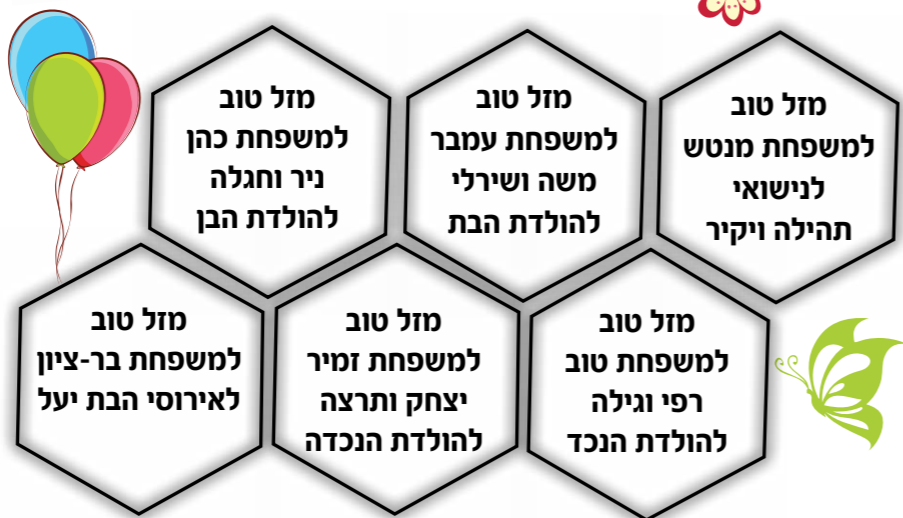 מזל טוב
למשפחת מנטש
לנישואי
תהילה ויקיר
מזל טוב
למשפחת עמבר
משה ושירלי
להולדת הבת
מזל טוב
למשפחת כהן
ניר וחגלה
להולדת הבן
מזל טוב
למשפחת טוב
רפי וגילה
להולדת הנכד
מזל טוב
למשפחת זמיר
יצחק ותרצה
להולדת הנכדה
מזל טוב
למשפחת בר-ציון
לאירוסי הבת יעל